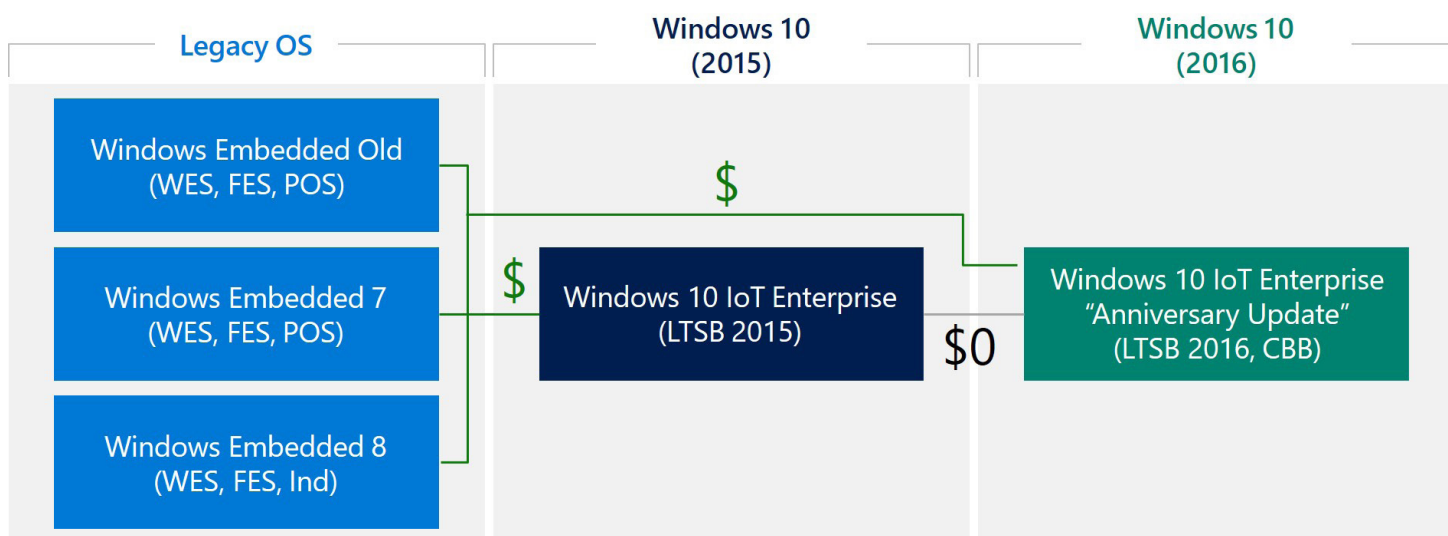 Legacy OS
Windows 10
(2015)
Windows 10
(2016)
Windows Embedded Old
(WES, FES, POS)
$
Windows Embedded 7
(WES, FES, POS)
$
Windows 10 IoT Enterprise
(LTSB 2015)
$0
Windows 10 IoT Enterprise
“Anniversary Update”
(LTSB 2016, CBB)
Windows Embedded 8
(WES, FES, Ind)